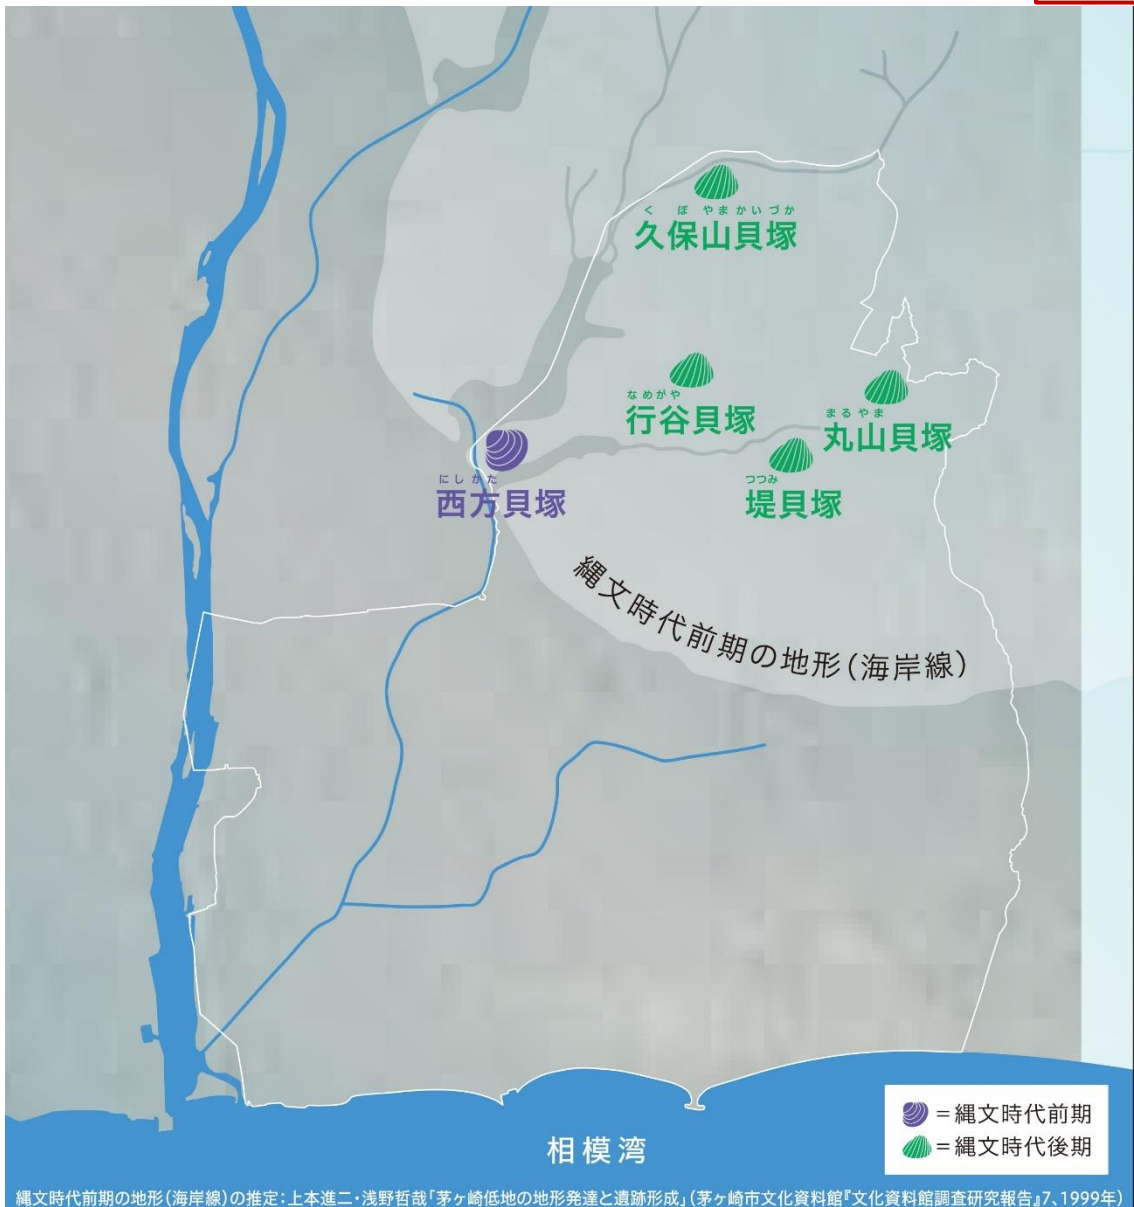 くぼやまかいづか
久保山貝塚
なめがや
行谷貝塚
まるやま
丸山貝塚
にしかた
西方貝塚
つつみ
堤貝塚
縄文時代前期の地形(海岸線)
=縄文時代前期
=縄文時代後期
相模湾
縄文時代前期の地形(海岸線)の推定:上本進二・浅野哲哉「茅ヶ崎低地の地形発達と遺跡形成」(茅ヶ崎市文化資料館『文化資料館調査研究報告』7、1999年)